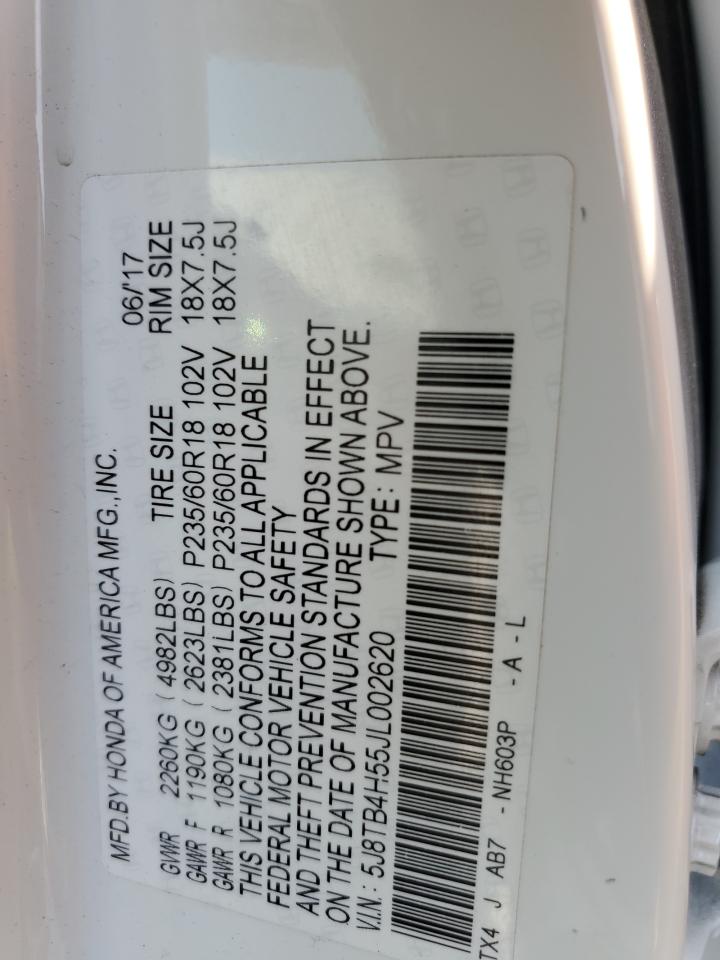 MFD.BY HONDA OF AMERICA MFG.,INC. 06/'17
GVWR 2260KG ( 4982LBS) TIRE SIZE RIM SIZE
GAWR F 1190KG ( 2623LBS) P235/60R18 102V 18X7.5J
GAWR R 1080KG ( 2381LBS) P235/60R18 102V 18X7.5J
THIS VEHICLE CONFORMS TO ALL APPLICABLE
FEDERAL MOTOR VEHICLE SAFETY
AND THEFT PREVENTION STANDARDS IN EFFECT
ON THE DATE OF MANUFACTURE SHOWN ABOVE.
V.I.N.: 5J8TB4H55JL002620 TYPE: MPV
TX4 J AB7 -NH603P -A -L